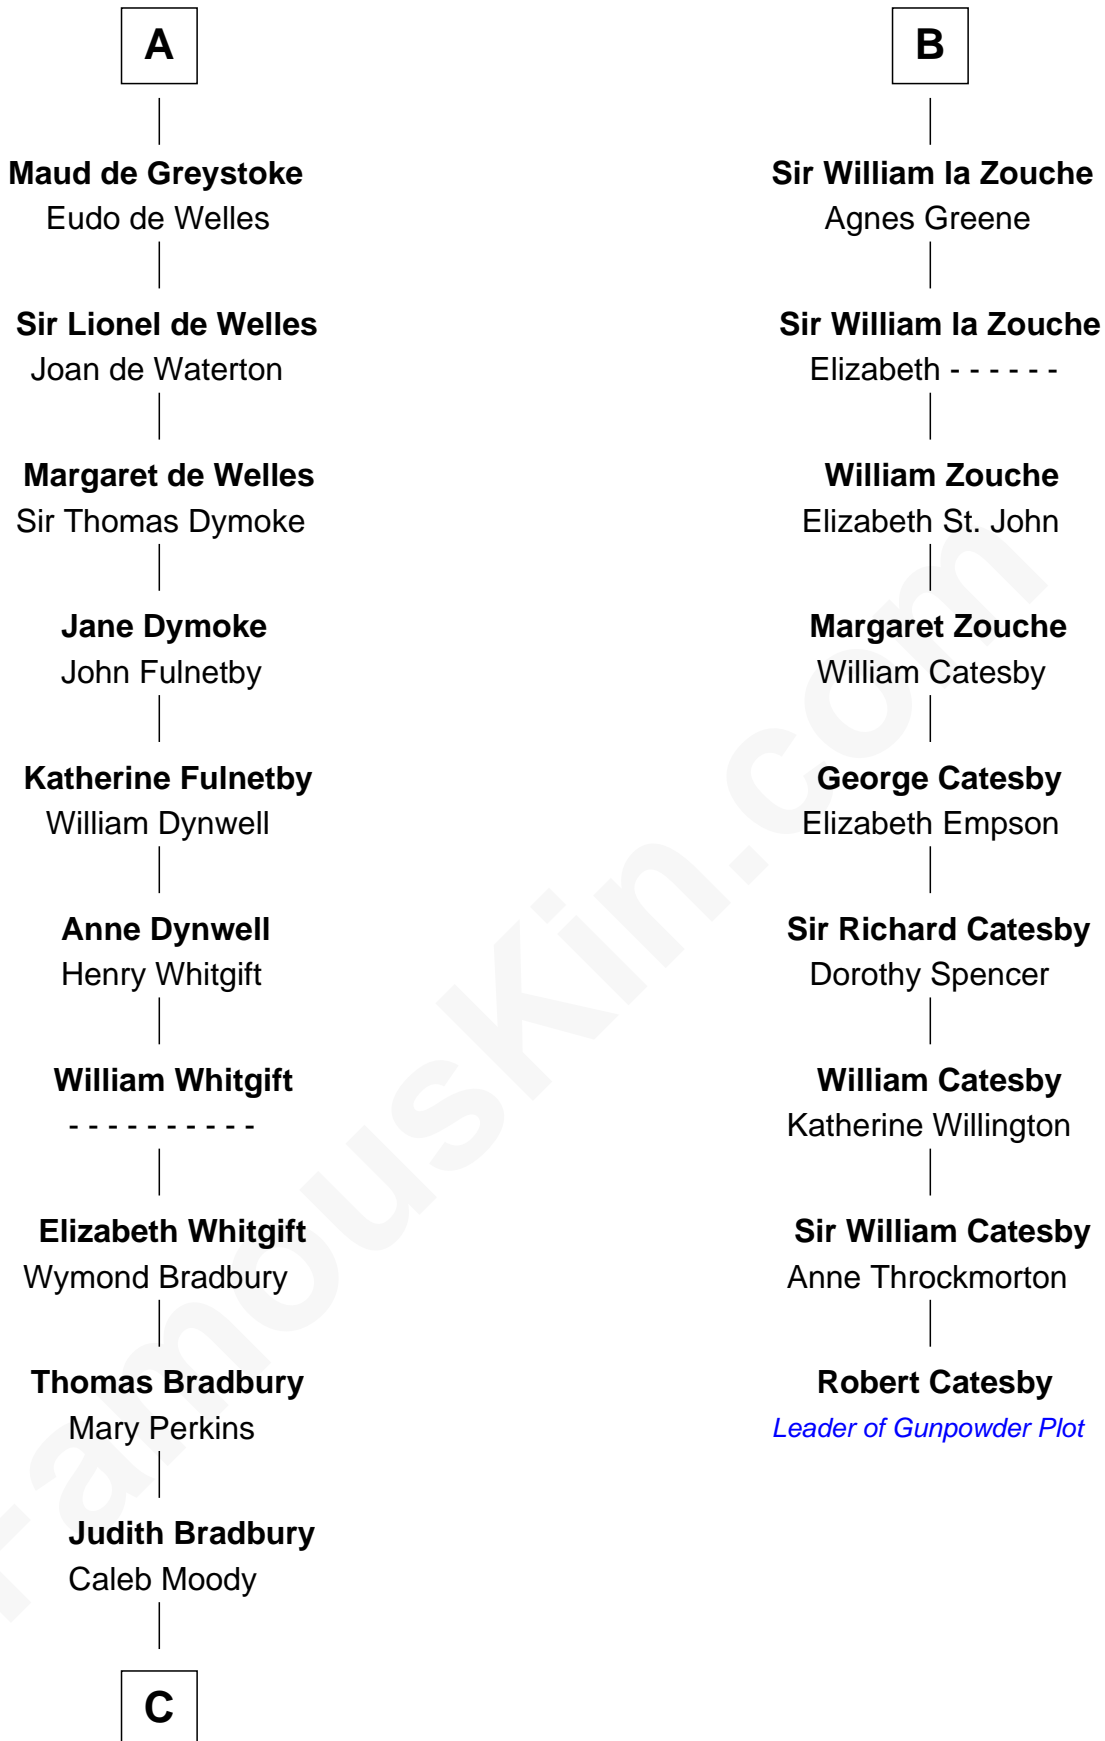 A
Maud de Greystoke
Eudo de Welles
Sir Lionel de Welles
Joan de Waterton
Margaret de Welles
Sir Thomas Dymoke
Jane Dymoke
John Fulnetby
Katherine Fulnetby
William Dynwell
Anne Dynwell
Henry Whitgift
William Whitgift
- - - - - - - - - -
Elizabeth Whitgift
Wymond Bradbury
Thomas Bradbury
Mary Perkins
Judith Bradbury
Caleb Moody
C
B
Sir William la Zouche
Agnes Greene
Sir William la Zouche
Elizabeth - - - - - -
William Zouche
Elizabeth St. John
Margaret Zouche
William Catesby
George Catesby
Elizabeth Empson
Sir Richard Catesby
Dorothy Spencer
William Catesby
Katherine Willington
Sir William Catesby
Anne Throckmorton
Robert Catesby
Leader of Gunpowder Plot
FamousKin.com